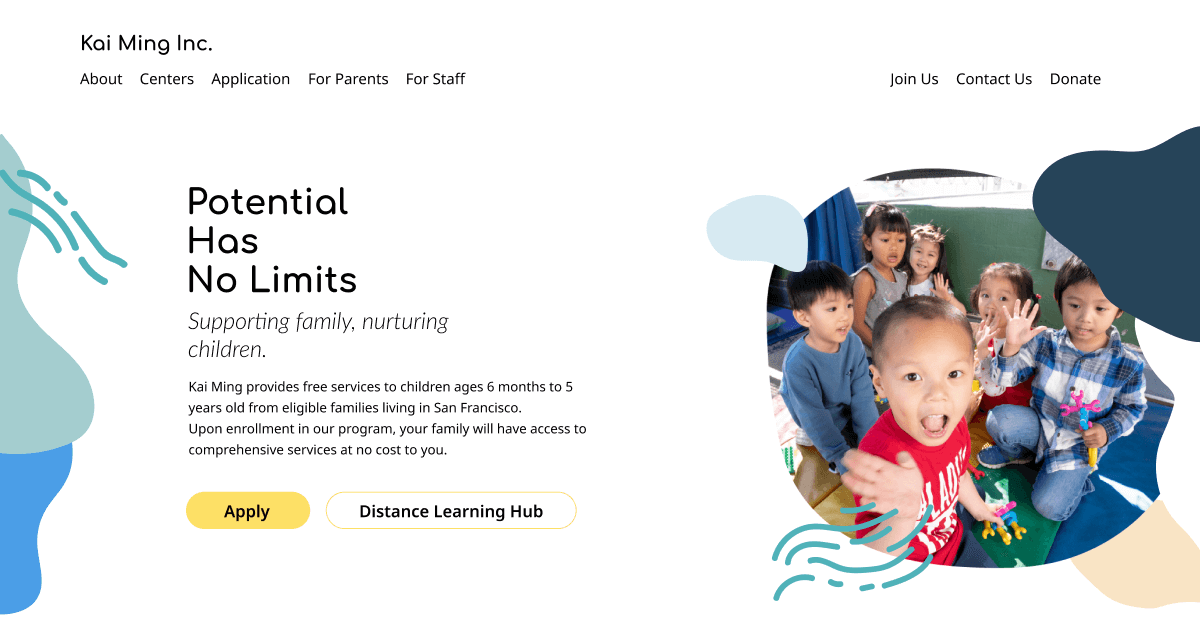 Kai Ming Inc.
About Centers Application For Parents For Staff
Join Us Contact Us Donate
Potential
Has
No Limits
Supporting family, nurturing
children.
Kai Ming provides free services to children ages 6 months to 5
years old from eligible families living in San Francisco.
Upon enrollment in our program, your family will have access to
comprehensive services at no cost to you.
Apply
Distance Learning Hub